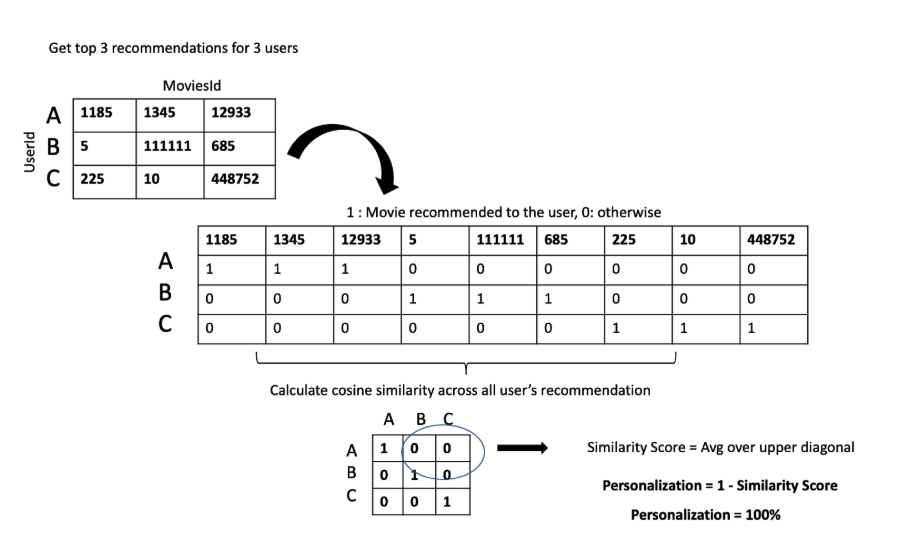 Get top 3 recommendations for 3 users
MoviesId
UserId
A 1185 1345 12933
B 5 111111 685
C 225 10 448752
1 : Movie recommended to the user, 0: otherwise
1185 1345 12933 5 111111 685 225 10 448752
A 1 1 1 0 0 0 0 0 0
B 0 0 0 1 1 1 0 0 0
C 0 0 0 0 0 0 1 1 1
Calculate cosine similarity across all user's recommendation
A B C
A 1 0 0
B 0 1 0
C 0 0 1
Similarity Score = Avg over upper diagonal
Personalization = 1 - Similarity Score
Personalization = 100%